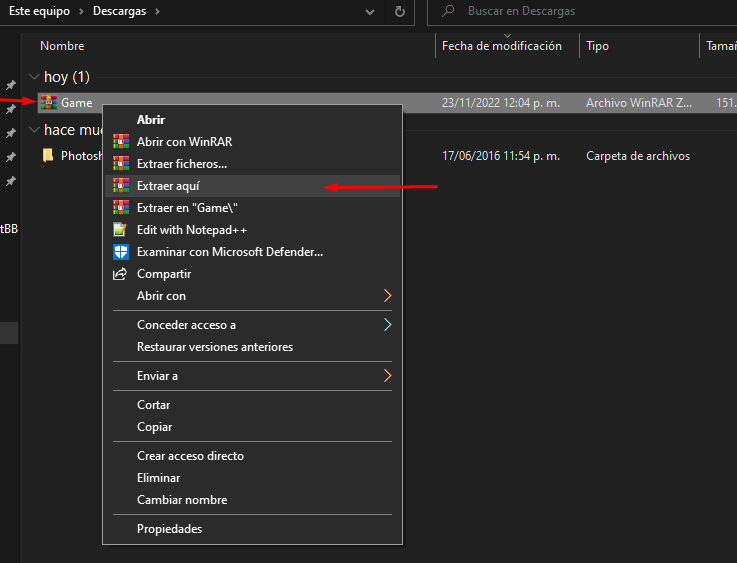 Este equipo > Descargas >
Buscar en Descargas
Nombre
Fecha de modificación
Tipo
Tamañ
hoy (1)
Game
23/11/2022 12:04 p. m.
Archivo WinRAR Z...
151.
hace muc
Photosh
17/06/2016 11:54 p. m.
Carpeta de archivos
tBB
Abrir
Abrir con WinRAR
Extraer ficheros...
Extraer aquí
Extraer en "Game\"
Edit with Notepad++
Examinar con Microsoft Defender...
Compartir
Abrir con
Conceder acceso a
Restaurar versiones anteriores
Enviar a
Cortar
Copiar
Crear acceso directo
Eliminar
Cambiar nombre
Propiedades